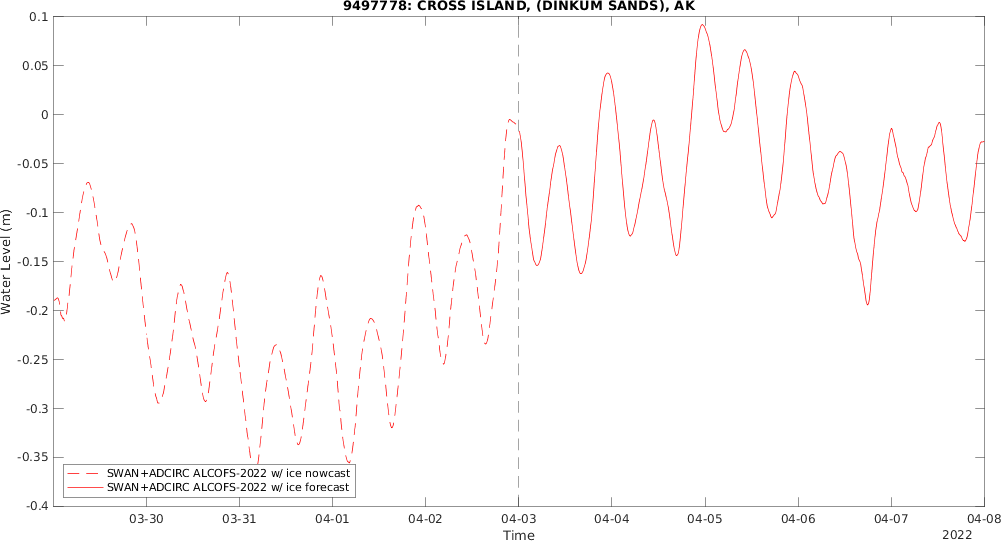 9497778: CROSS ISLAND, (DINKUM SANDS), AK
0.1
0.05
0
-0.05
-0.1
-0.15
-0.2
-0.25
-0.3
-0.35
-0.4
Water Level (m)
SWAN+ADCIRC ALCOFS-2022 w/ ice nowcast
SWAN+ADCIRC ALCOFS-2022 w/ ice forecast
03-30 03-31 04-01 04-02 04-03 04-04 04-05 04-06 04-07 04-08
Time
2022